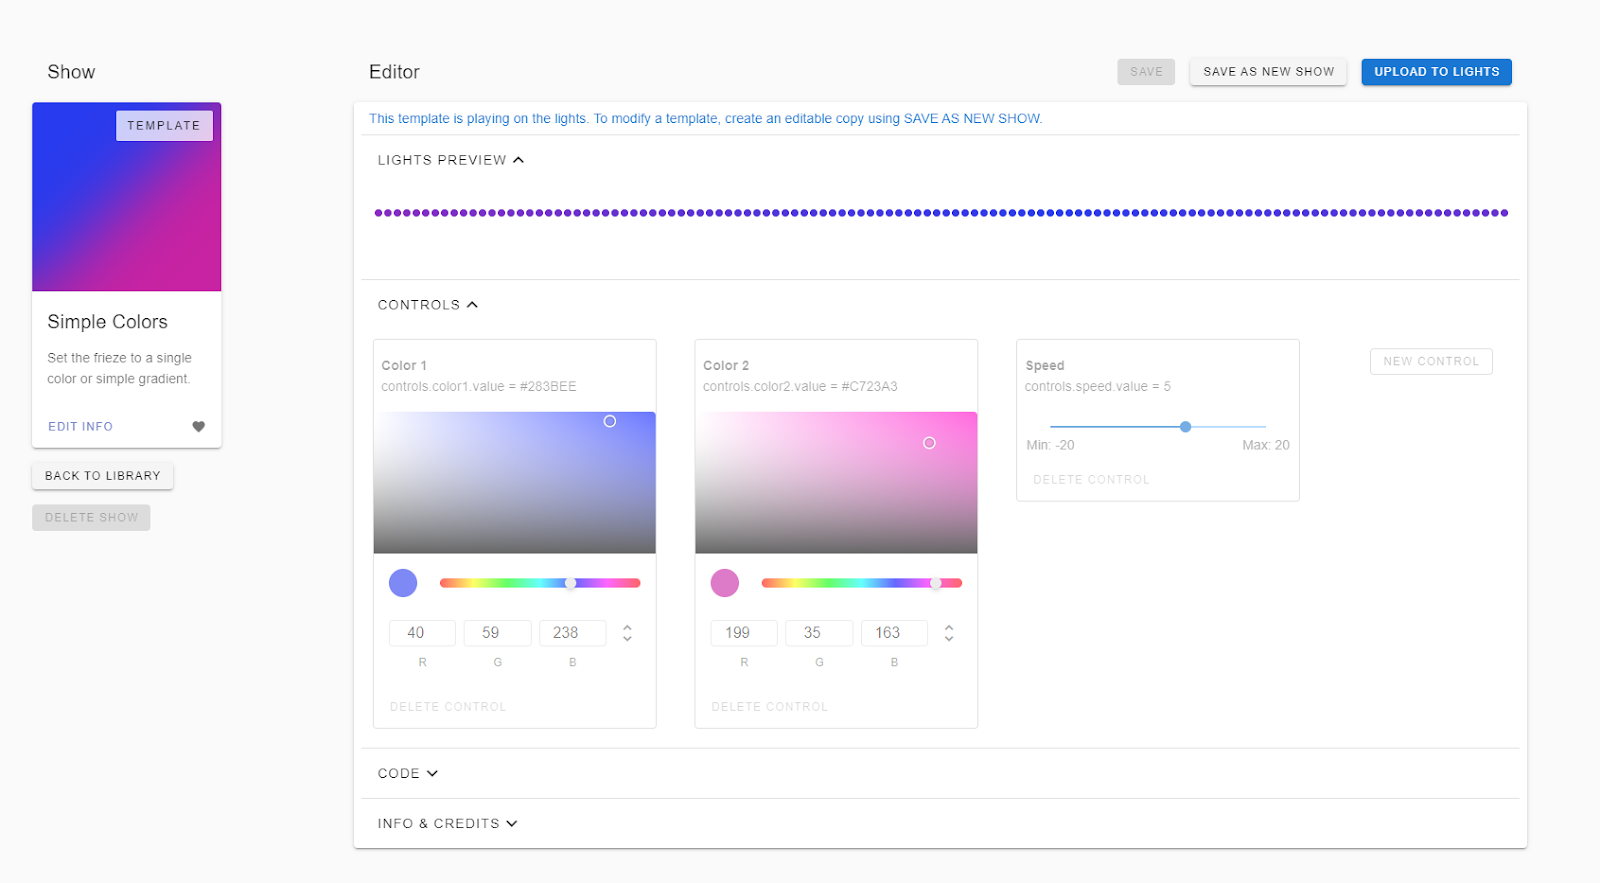 Show
TEMPLATE
Simple Colors
Set the frieze to a single
color or simple gradient.
EDIT INFO
BACK TO LIBRARY
DELETE SHOW
Editor
SAVE
SAVE AS NEW SHOW
UPLOAD TO LIGHTS
This template is playing on the lights. To modify a template, create an editable copy using SAVE AS NEW SHOW.
LIGHTS PREVIEW
CONTROLS
Color 1
controls.color1.value = #283BEE
40 59 238
R G B
DELETE CONTROL
Color 2
controls.color2.value = #C723A3
199 35 163
R G B
DELETE CONTROL
Speed
controls.speed.value = 5
Min: -20 Max: 20
DELETE CONTROL
NEW CONTROL
CODE
INFO & CREDITS